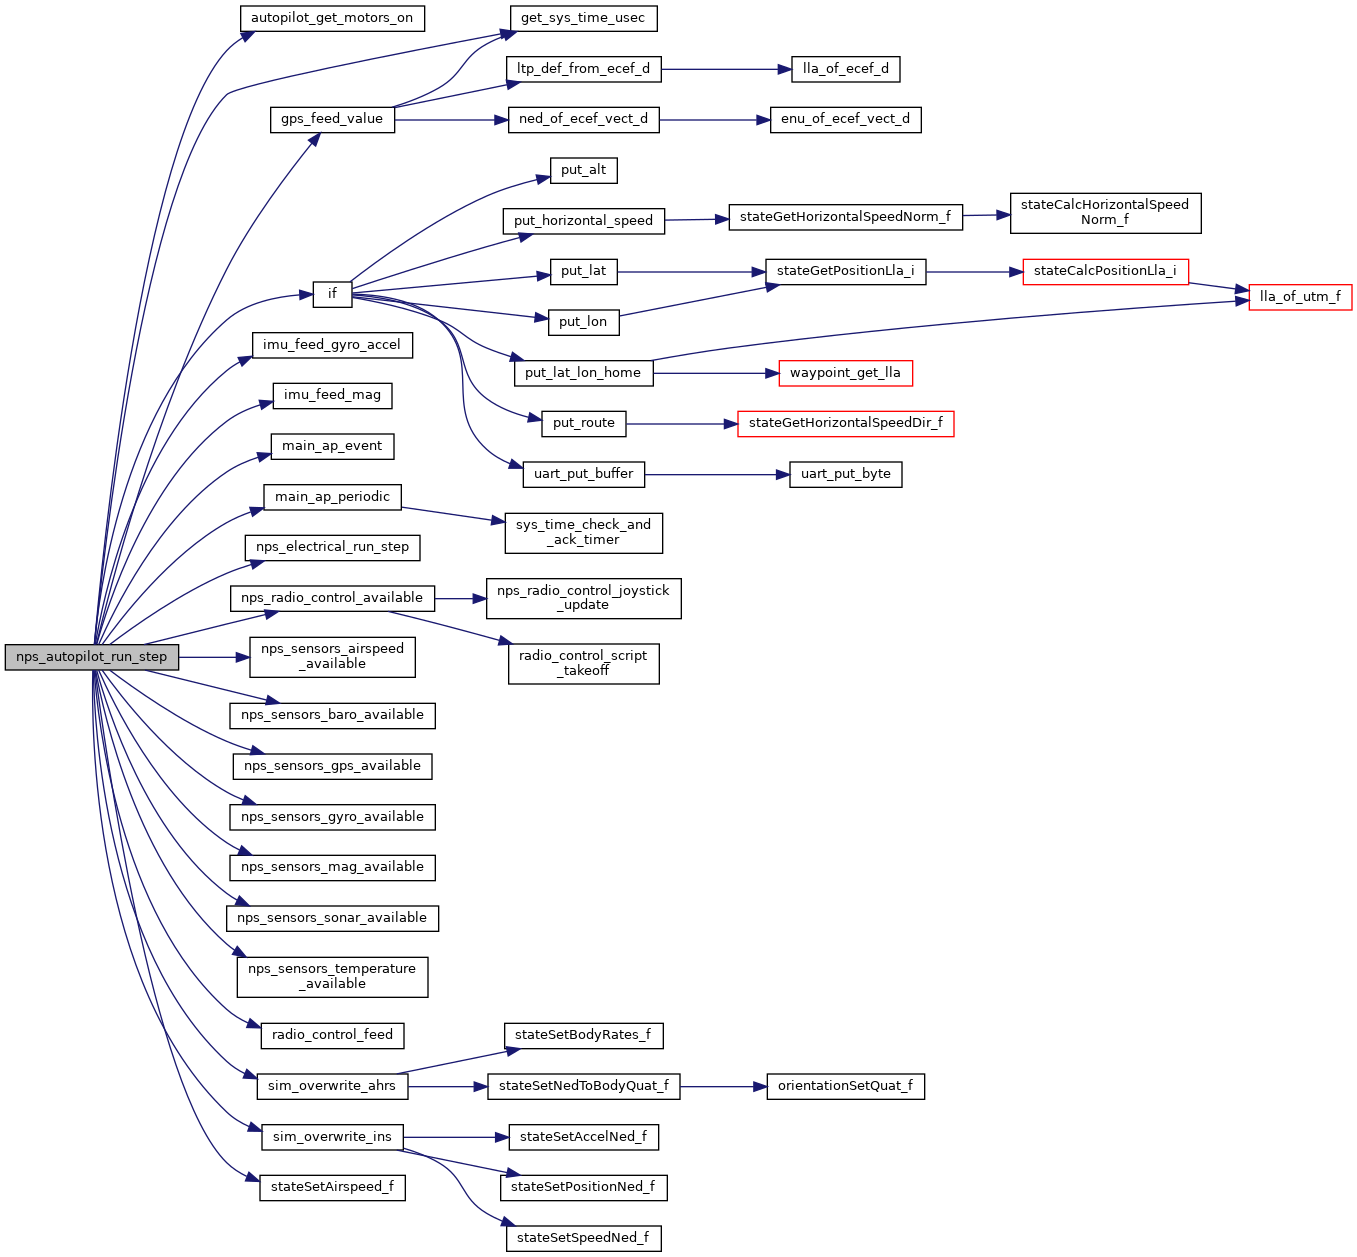 autopilot_get_motors_on
get_sys_time_usec
ltp_def_from_ecef_d
lla_of_ecef_d
gps_feed_value
ned_of_ecef_vect_d
enu_of_ecef_vect_d
put_alt
put_horizontal_speed
stateGetHorizontalSpeedNorm_f
stateCalcHorizontalSpeed
Norm_f
put_lat
stateGetPositionLla_i
stateCalcPositionLla_i
if
lla_of_utm_f
put_lon
imu_feed_gyro_accel
put_lat_lon_home
waypoint_get_lla
imu_feed_mag
put_route
stateGetHorizontalSpeedDir_f
main_ap_event
uart_put_buffer
uart_put_byte
main_ap_periodic
sys_time_check_and
_ack_timer
nps_electrical_run_step
nps_radio_control_available
nps_radio_control_joystick
_update
nps_autopilot_run_step
nps_sensors_airspeed
_available
radio_control_script
_takeoff
nps_sensors_baro_available
nps_sensors_gps_available
nps_sensors_gyro_available
nps_sensors_mag_available
nps_sensors_sonar_available
nps_sensors_temperature
_available
radio_control_feed
stateSetBodyRates_f
sim_overwrite_ahrs
stateSetNedToBodyQuat_f
orientationSetQuat_f
sim_overwrite_ins
stateSetAccelNed_f
stateSetAirspeed_f
stateSetPositionNed_f
stateSetSpeedNed_f